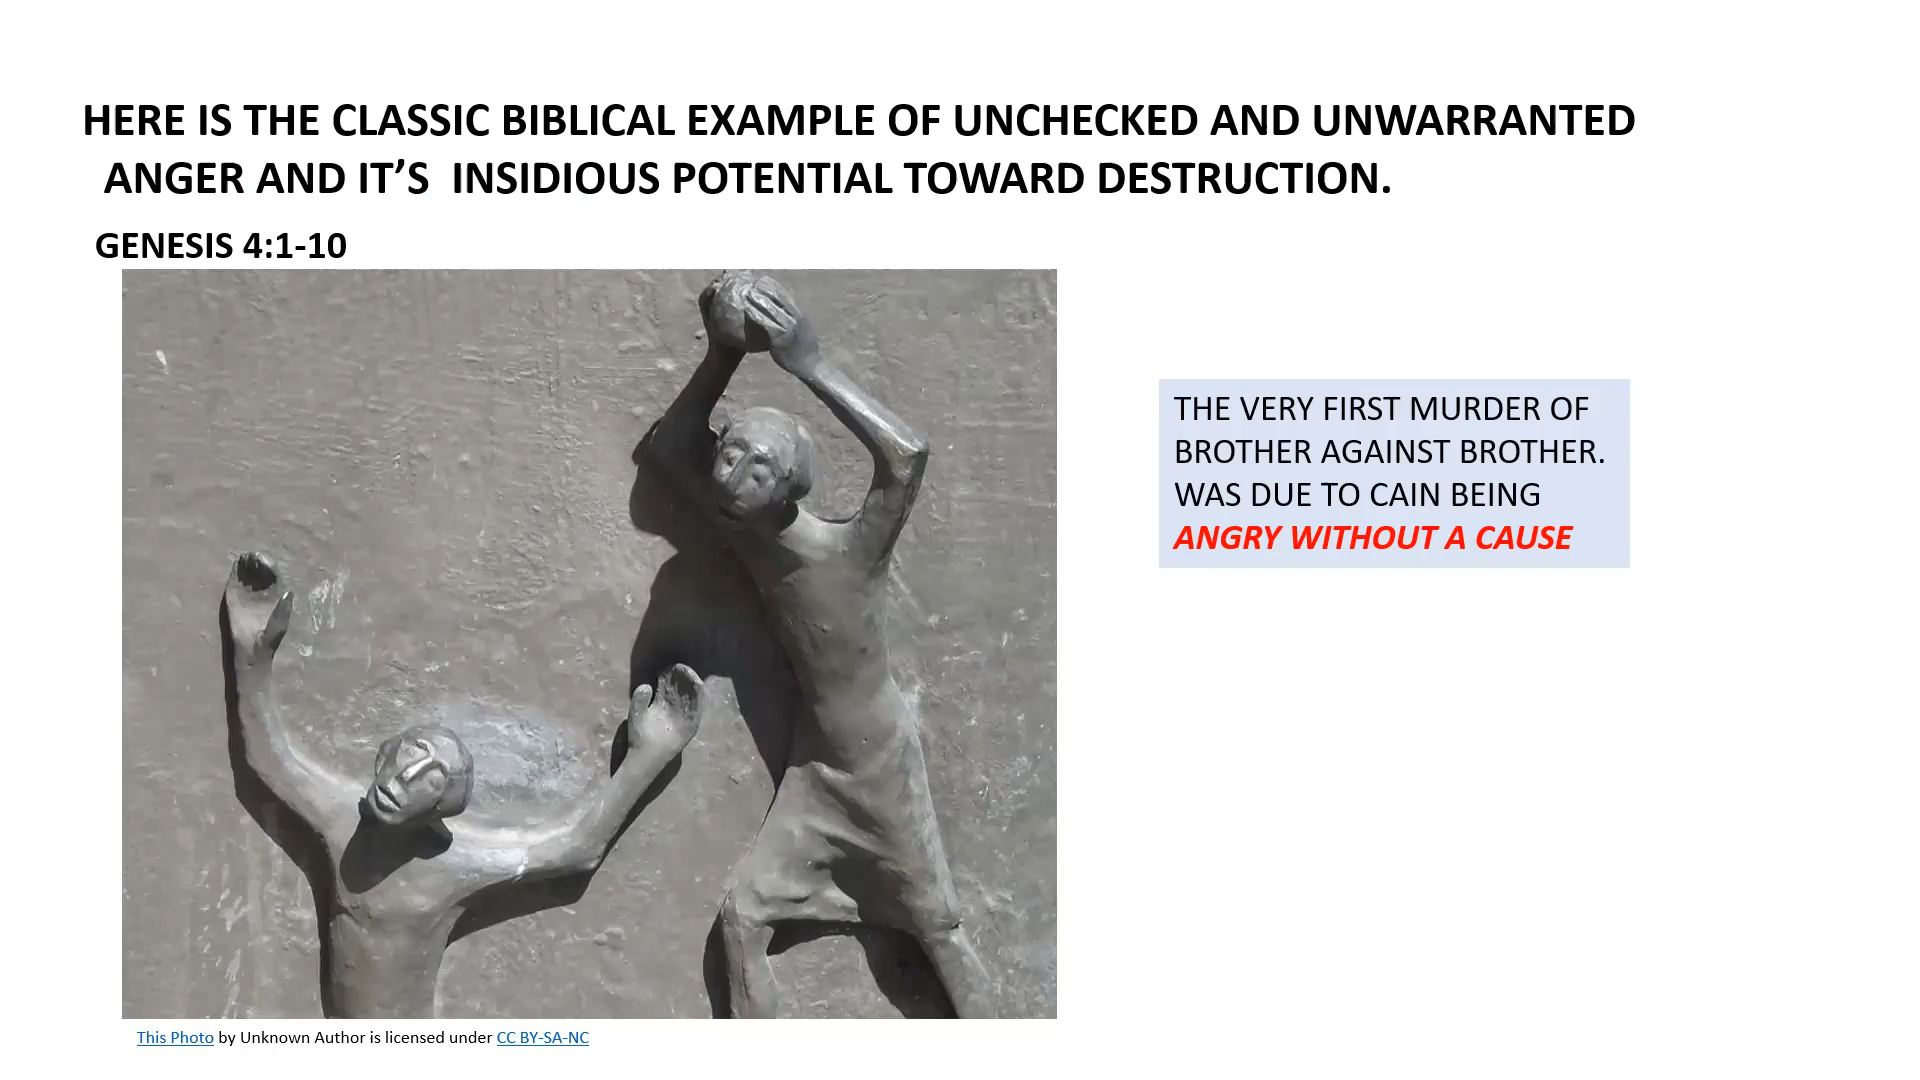 HERE IS THE CLASSIC BIBLICAL EXAMPLE OF UNCHECKED AND UNWARRANTED
ANGER AND IT’S  INSIDIOUS POTENTIAL TOWARD DESTRUCTION.
GENESIS 4:1-10
THE VERY FIRST MURDER OF
BROTHER AGAINST BROTHER.
WAS DUE TO CAIN BEING
ANGRY WITHOUT A CAUSE
This Photo by Unknown Author is licensed under CC BY-SA-NC